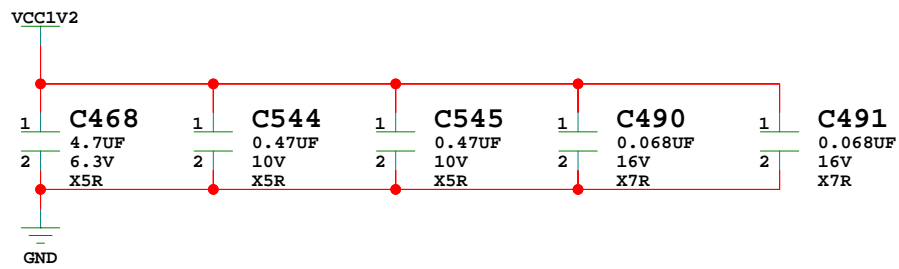 VCC1V2
1
2
C468
4.7UF
6.3V
X5R
1
2
C544
0.47UF
10V
X5R
1
2
C545
0.47UF
10V
X5R
1
2
C490
0.068UF
16V
X7R
1
2
C491
0.068UF
16V
X7R
GND